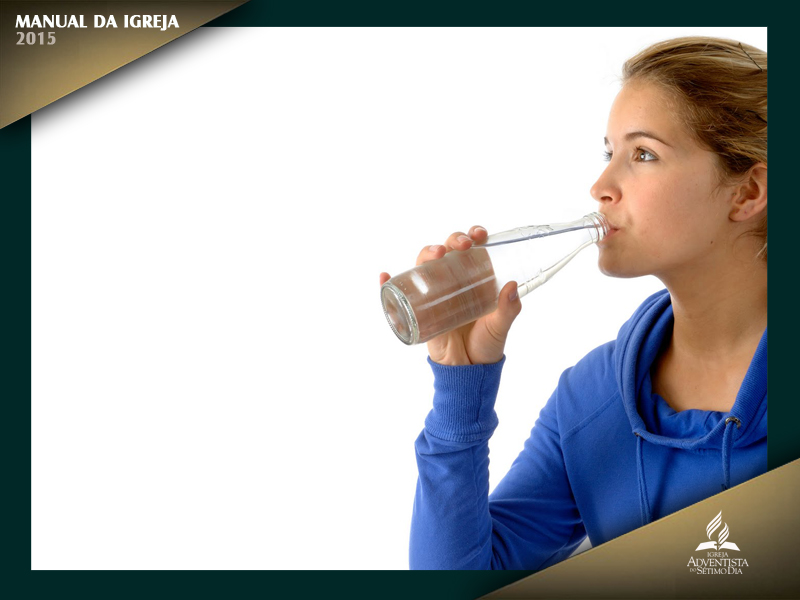 MANUAL DA IGREJA
2015
IGREJA
ADVENTISTA
DO SÉTIMO DIA